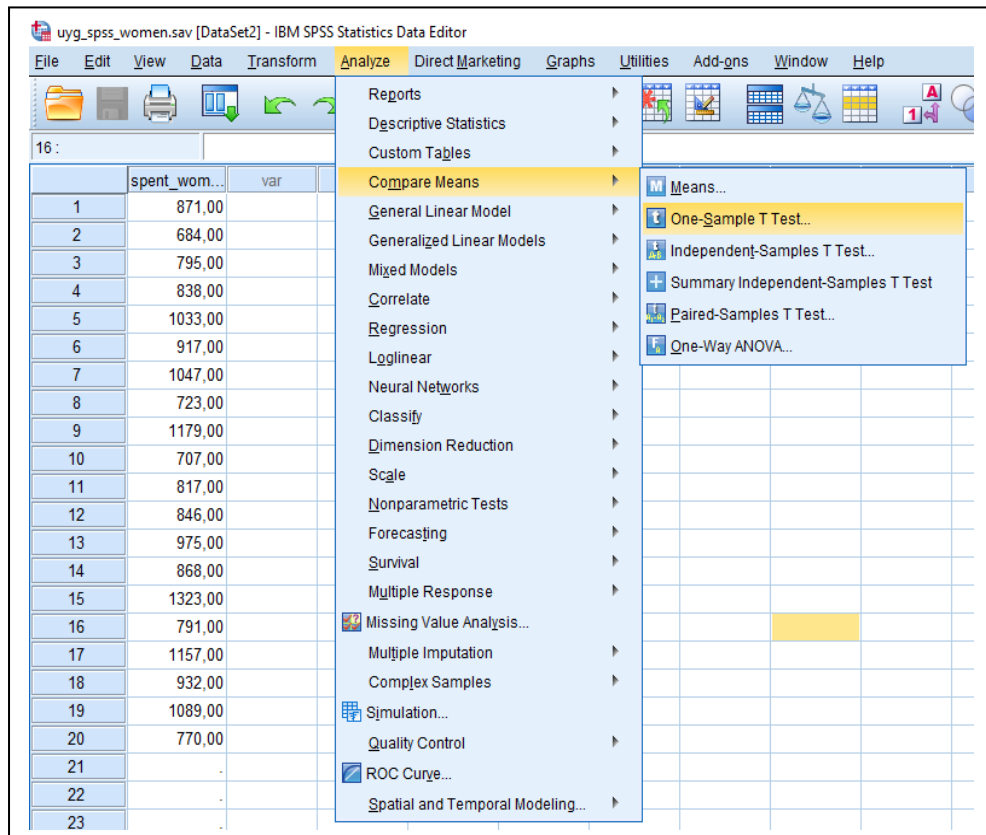 uyg_spss_women.sav [DataSet2] - IBM SPSS Statistics Data Editor
File Edit View Data Transform Analyze Direct Marketing Graphs Utilities Add-ons Window Help
16 :
spent_wom... var
1 871,00
2 684,00
3 795,00
4 838,00
5 1033,00
6 917,00
7 1047,00
8 723,00
9 1179,00
10 707,00
11 817,00
12 846,00
13 975,00
14 868,00
15 1323,00
16 791,00
17 1157,00
18 932,00
19 1089,00
20 770,00
21 .
22 .
23 .
Reports
Descriptive Statistics
Custom Tables
Compare Means
General Linear Model
Generalized Linear Models
Mixed Models
Correlate
Regression
Loglinear
Neural Networks
Classify
Dimension Reduction
Scale
Nonparametric Tests
Forecasting
Survival
Multiple Response
Missing Value Analysis...
Multiple Imputation
Complex Samples
Simulation...
Quality Control
ROC Curve...
Spatial and Temporal Modeling...
M Means...
t One-Sample T Test...
Independent-Samples T Test...
Summary Independent-Samples T Test
Paired-Samples T Test...
One-Way ANOVA...
A
1